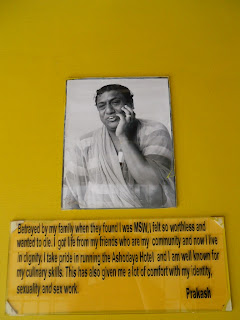 Betrayed by my family when they found I was MSW, I felt so worthless and
wanted to die. I got life from my friends who are my community and now I live
in dignity. I take pride in running the Ashodaya Hotel and I am well known for
my culinary skills. This has also given me a lot of comfort with my identity,
sexuality and sex work.
Prakash